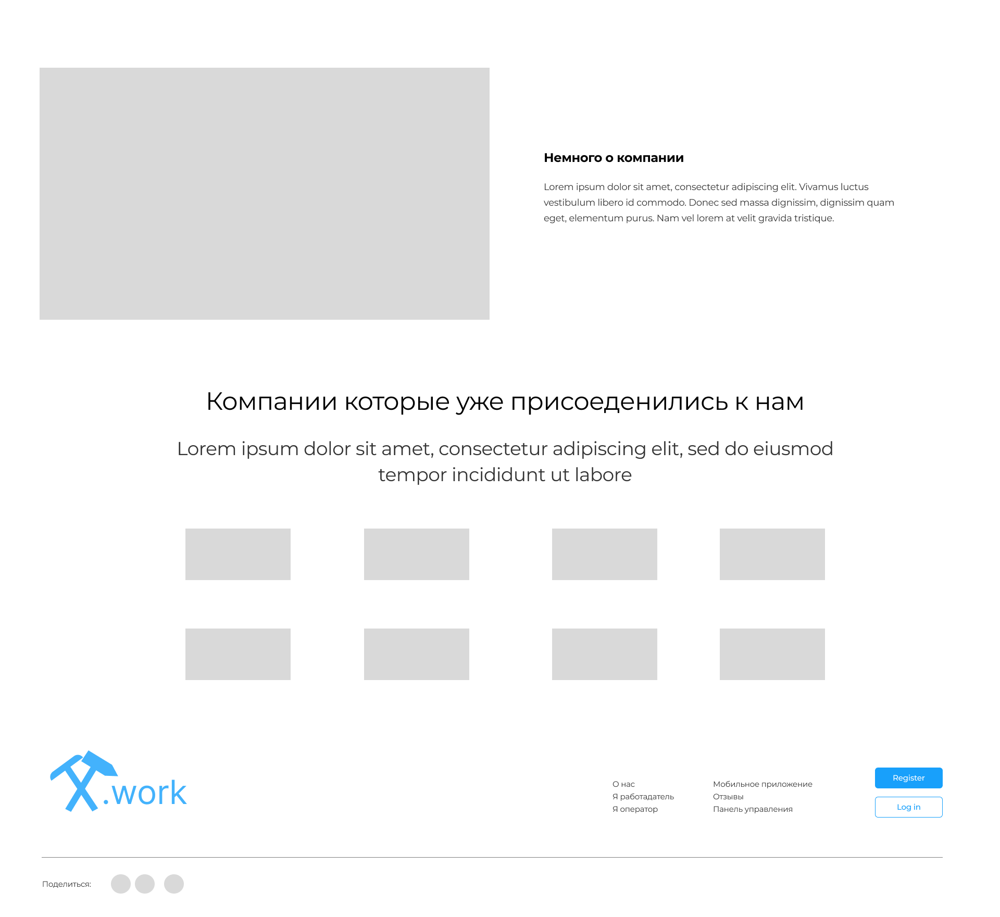 Немного о компании
Lorem ipsum dolor sit amet, consectetur adipiscing elit. Vivamus luctus
vestibulum libero id commodo. Donec sed massa dignissim, dignissim quam
eget, elementum purus. Nam vel lorem at velit gravida tristique.
Компании которые уже присоеденились к нам
Lorem ipsum dolor sit amet, consectetur adipiscing elit, sed do eiusmod
tempor incididunt ut labore
X.work
О нас
Я работадатель
Я оператор
Мобильное приложение
Отзывы
Панель управления
Register
Log in
Поделиться: